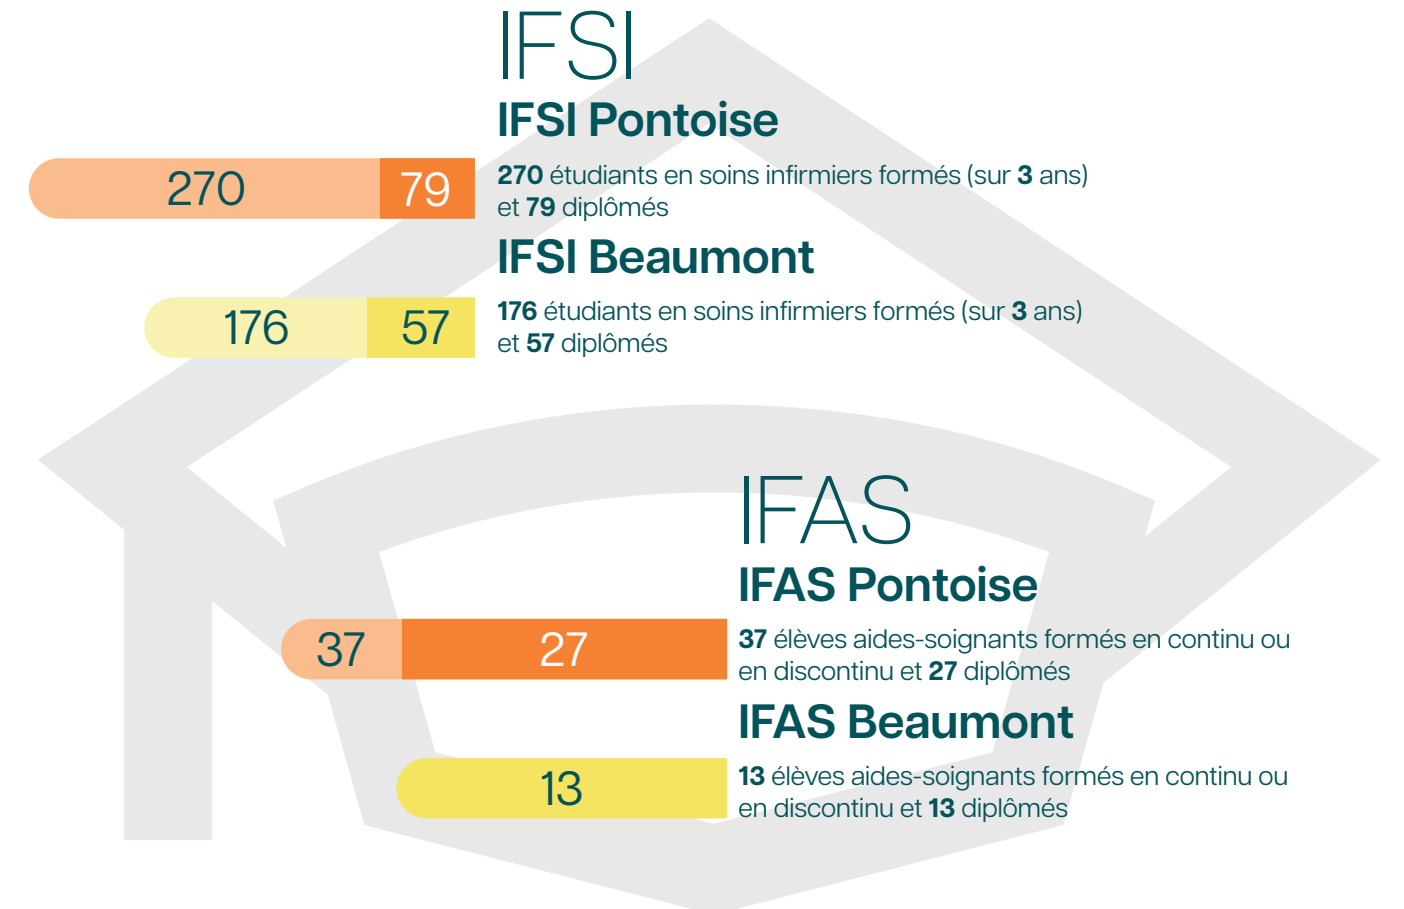 IFSI
IFSI Pontoise
270 79
270 étudiants en soins infirmiers formés (sur 3 ans)
et 79 diplômés
IFSI Beaumont
176 57
176 étudiants en soins infirmiers formés (sur 3 ans)
et 57 diplômés
IFAS
IFAS Pontoise
37 27
37 élèves aides-soignants formés en continu ou
en discontinu et 27 diplômés
IFAS Beaumont
13
13 élèves aides-soignants formés en continu ou
en discontinu et 13 diplômés